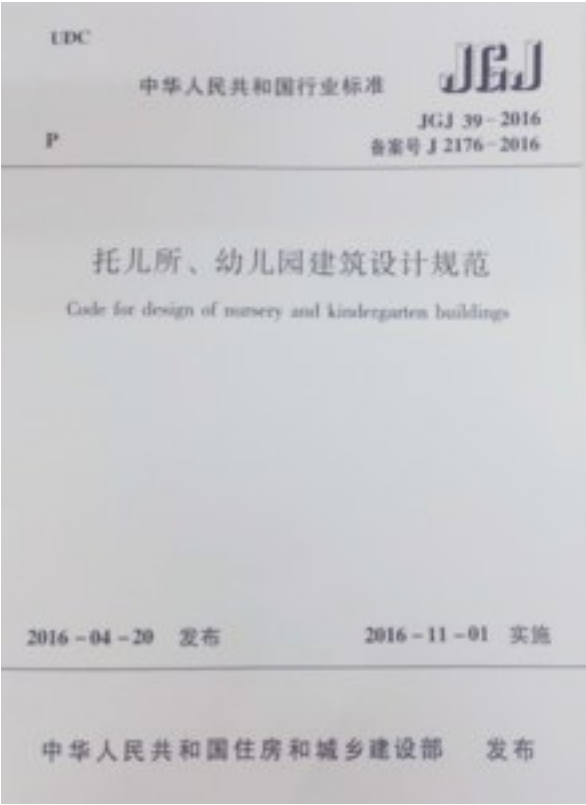 UDC
中华人民共和国行业标准
JGJ
JGJ 39-2016
P
备案号 J 2176-2016
托儿所、幼儿园建筑设计规范
Code for design of nursery and kindergarten buildings
2016-04-20 发布
2016-11-01 实施
中华人民共和国住房和城乡建设部 发布